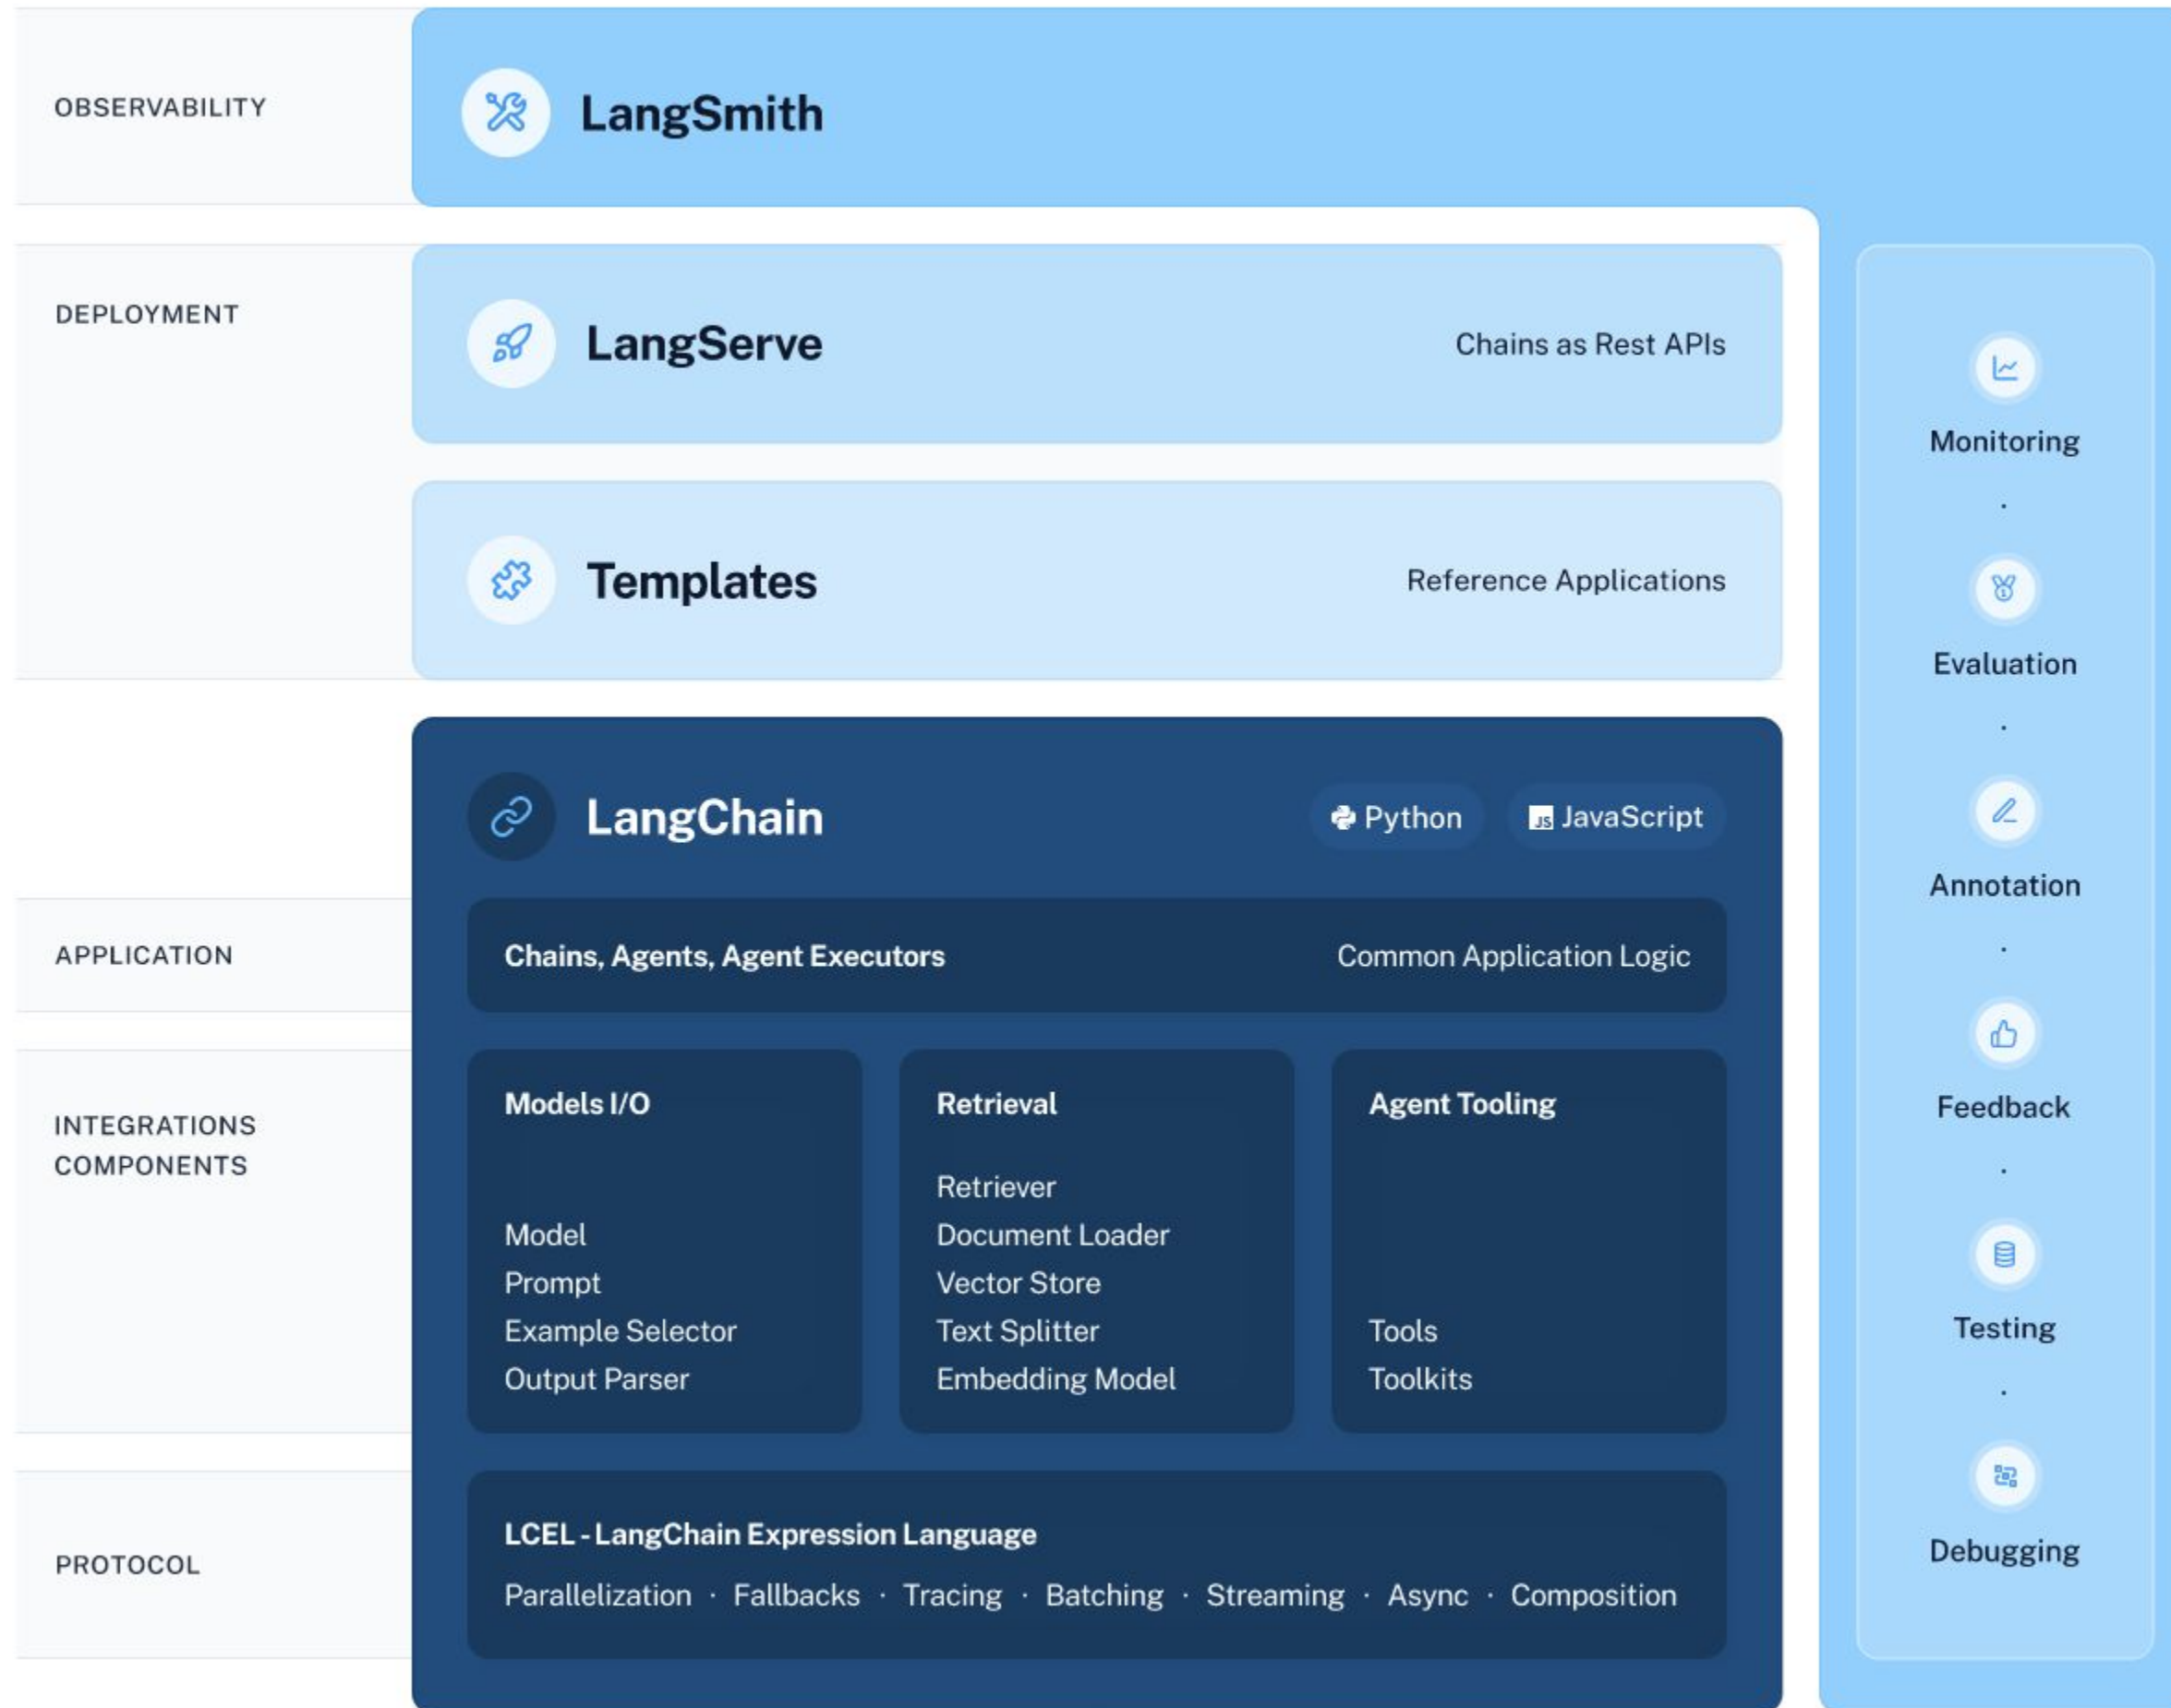 OBSERVABILITY
LangSmith
DEPLOYMENT
LangServe
Chains as Rest APIs
Templates
Reference Applications
LangChain
Python
JS JavaScript
APPLICATION
Chains, Agents, Agent Executors
Common Application Logic
INTEGRATIONS
COMPONENTS
Models I/O
Model
Prompt
Example Selector
Output Parser
Retrieval
Retriever
Document Loader
Vector Store
Text Splitter
Embedding Model
Agent Tooling
Tools
Toolkits
PROTOCOL
LCEL - LangChain Expression Language
Parallelization · Fallbacks · Tracing · Batching · Streaming · Async · Composition
Monitoring
·
Evaluation
·
Annotation
·
Feedback
·
Testing
·
Debugging